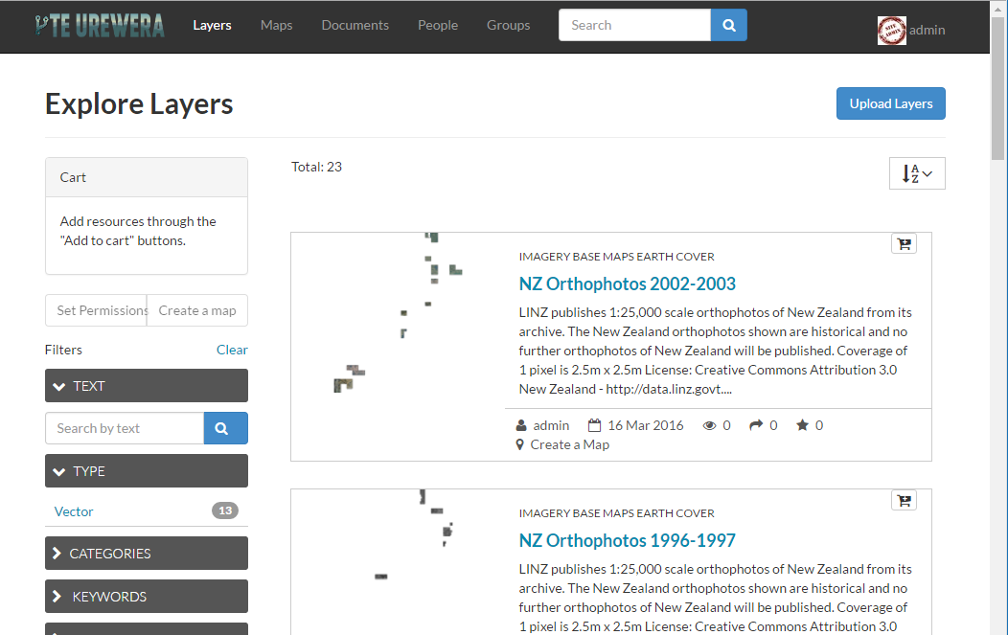 TE UREWERA Layers Maps Documents People Groups Search admin
Explore Layers Upload Layers
Cart
Add resources through the
"Add to cart" buttons.
Set Permissions Create a map
Filters Clear
TEXT
Search by text
TYPE
Vector 13
CATEGORIES
KEYWORDS
Total: 23
IMAGERY BASE MAPS EARTH COVER
NZ Orthophotos 2002-2003
LINZ publishes 1:25,000 scale orthophotos of New Zealand from its
archive. The New Zealand orthophotos shown are historical and no
further orthophotos of New Zealand will be published. Coverage of
1 pixel is 2.5m x 2.5m License: Creative Commons Attribution 3.0
New Zealand - http://data.linz.govt....
admin 16 Mar 2016 0 0 0
Create a Map
IMAGERY BASE MAPS EARTH COVER
NZ Orthophotos 1996-1997
LINZ publishes 1:25,000 scale orthophotos of New Zealand from its
archive. The New Zealand orthophotos shown are historical and no
further orthophotos of New Zealand will be published. Coverage of
1 pixel is 2.5m x 2.5m License: Creative Commons Attribution 3.0